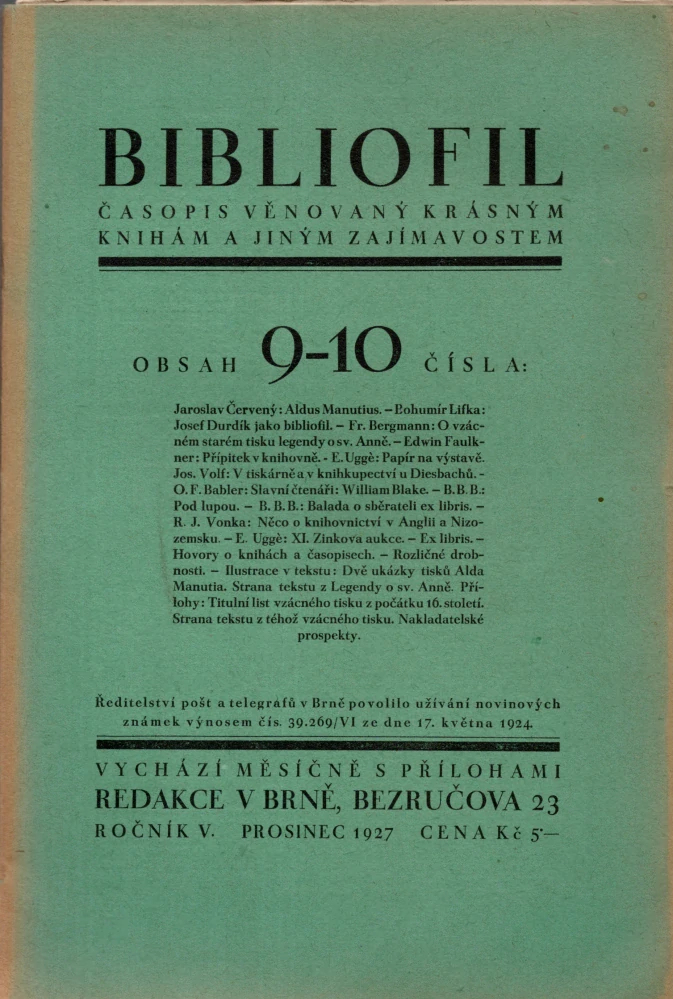 BIBLIOFIL
ČASOPIS VĚNOVANÝ KRÁSNÝM
KNIHÁM A JINÝM ZAJÍMAVOSTEM
OBSAH 9-10 ČÍSLA:
Jaroslav Červený: Aldus Manutius. – Bohumír Lifka:
Josef Durdík jako bibliofil. – Fr. Bergmann: O vzác-
ném starém tisku legendy o sv. Anně. – Edwin Faulk-
ner: Přípitek v knihovně. - E. Uggè: Papír na výstavě.
Jos. Volf: V tiskárně a v knihkupectví u Diesbachů. -
O. F. Babler: Slavní čtenáři: William Blake. – B. B. B.:
Pod lupou. – B. B. B.: Balada o sběrateli ex libris. –
R. J. Vonka: Něco o knihovnictví v Anglii a Nizo-
zemsku. – E. Uggè: XI. Zinkova aukce. – Ex libris. –
Hovory o knihách a časopisech. – Rozličné drob-
nosti. – Ilustrace v tekstu: Dvě ukázky tisků Alda
Manutia. Strana tekstu z Legendy o sv. Anně. Pří-
lohy: Titulní list vzácného tisku z počátku 16. století.
Strana tekstu z téhož vzácného tisku. Nakladatelské
prospekty.
Ředitelství pošt a telegrafů v Brně povolilo užívání novinových
známek výnosem čís. 39.269/VI ze dne 17. května 1924.
VYCHÁZÍ MĚSÍČNĚ S PŘÍLOHAMI
REDAKCE V BRNĚ, BEZRUČOVA 23
ROČNÍK V. PROSINEC 1927 CENA Kč 5·—